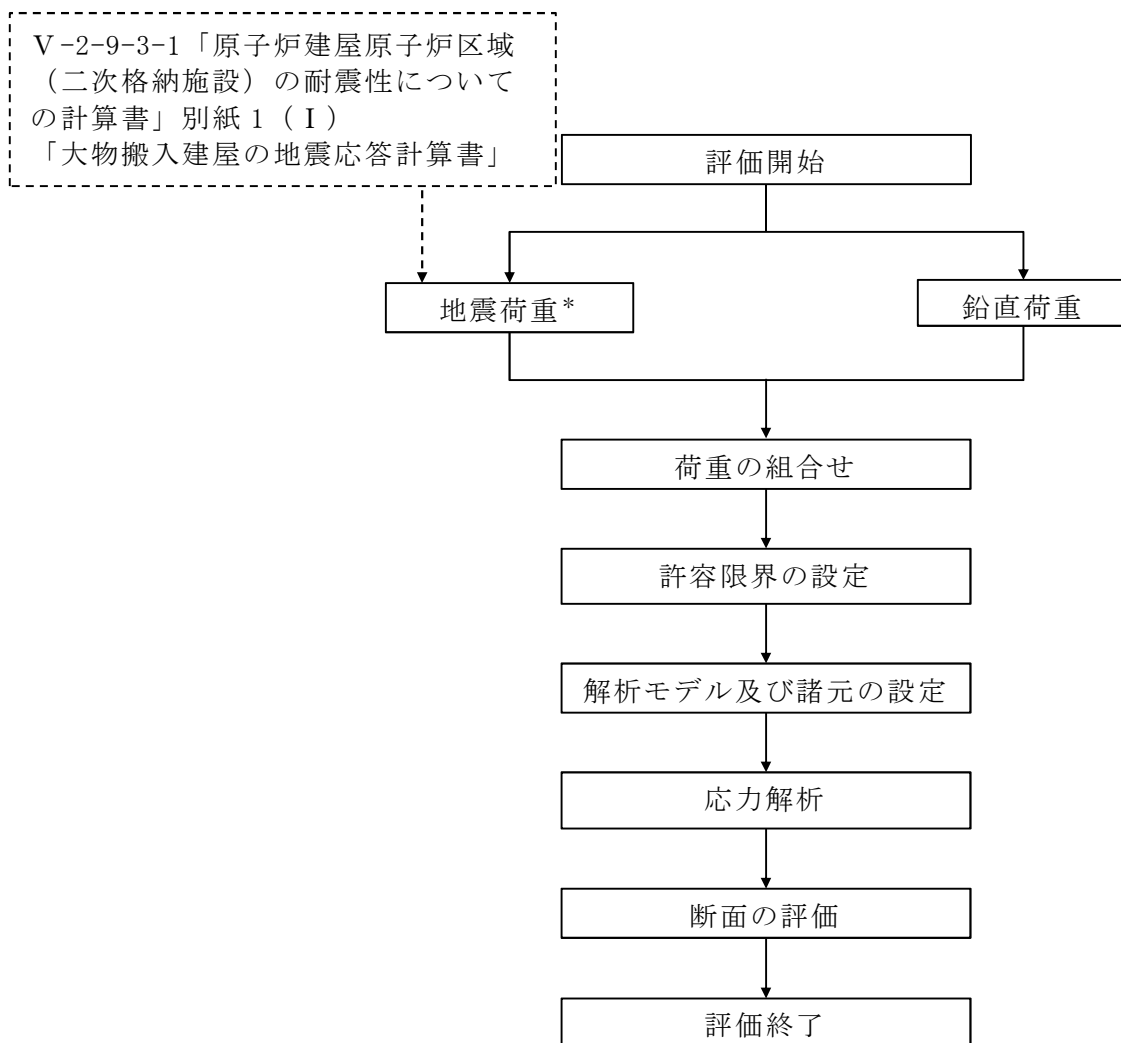 Ⅴ-2-9-3-1「原子炉建屋原子炉区域
（二次格納施設）の耐震性について
の計算書」別紙1（Ⅰ）
「大物搬入建屋の地震応答計算書」
評価開始
地震荷重*
鉛直荷重
荷重の組合せ
許容限界の設定
解析モデル及び諸元の設定
応力解析
断面の評価
評価終了